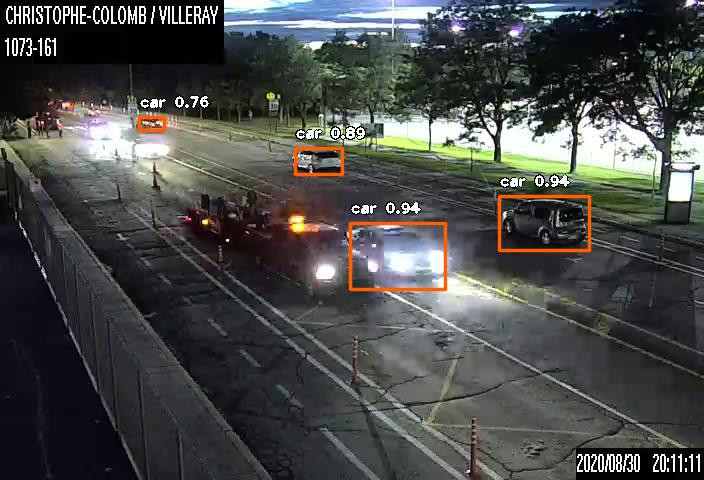 CHRISTOPHE-COLOMB / VILLERAY
1073-161
car 0.76
car 0.89
car 0.94
car 0.94
2020/08/30 20:11:11